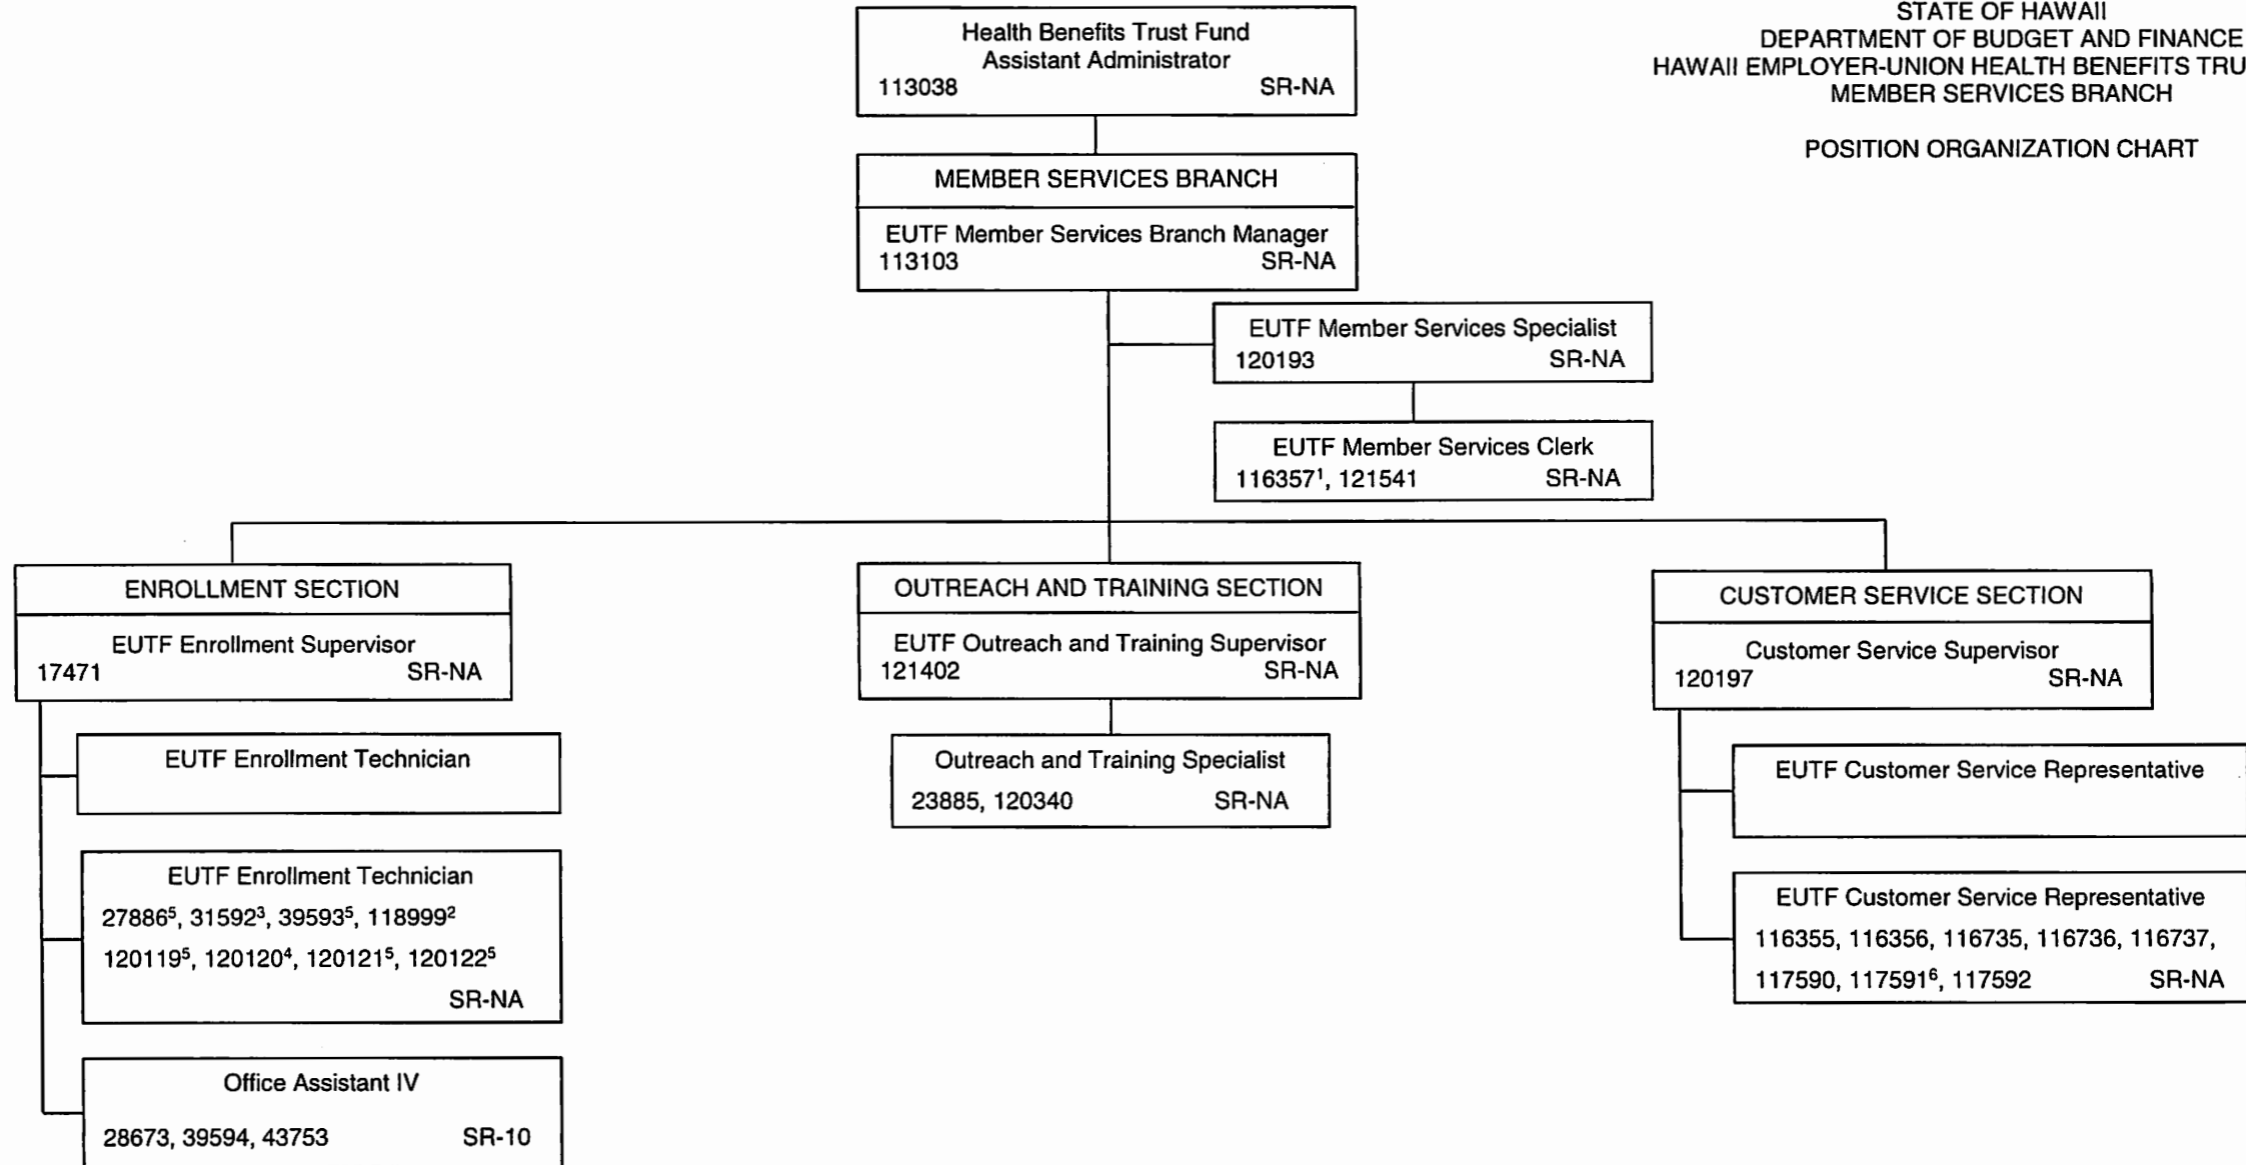 STATE OF HAWAII
DEPARTMENT OF BUDGET AND FINANCE
HAWAII EMPLOYER-UNION HEALTH BENEFITS TRU
MEMBER SERVICES BRANCH
POSITION ORGANIZATION CHART
Health Benefits Trust Fund
Assistant Administrator
113038 SR-NA
MEMBER SERVICES BRANCH
EUTF Member Services Branch Manager
113103 SR-NA
EUTF Member Services Specialist
120193 SR-NA
EUTF Member Services Clerk
116357¹, 121541 SR-NA
ENROLLMENT SECTION
EUTF Enrollment Supervisor
17471 SR-NA
EUTF Enrollment Technician
EUTF Enrollment Technician
27886⁵, 31592³, 39593⁵, 118999²
120119⁵, 120120⁴, 120121⁵, 120122⁵
SR-NA
Office Assistant IV
28673, 39594, 43753 SR-10
OUTREACH AND TRAINING SECTION
EUTF Outreach and Training Supervisor
121402 SR-NA
Outreach and Training Specialist
23885, 120340 SR-NA
CUSTOMER SERVICE SECTION
Customer Service Supervisor
120197 SR-NA
EUTF Customer Service Representative
EUTF Customer Service Representative
116355, 116356, 116735, 116736, 116737,
117590, 117591⁶, 117592 SR-NA